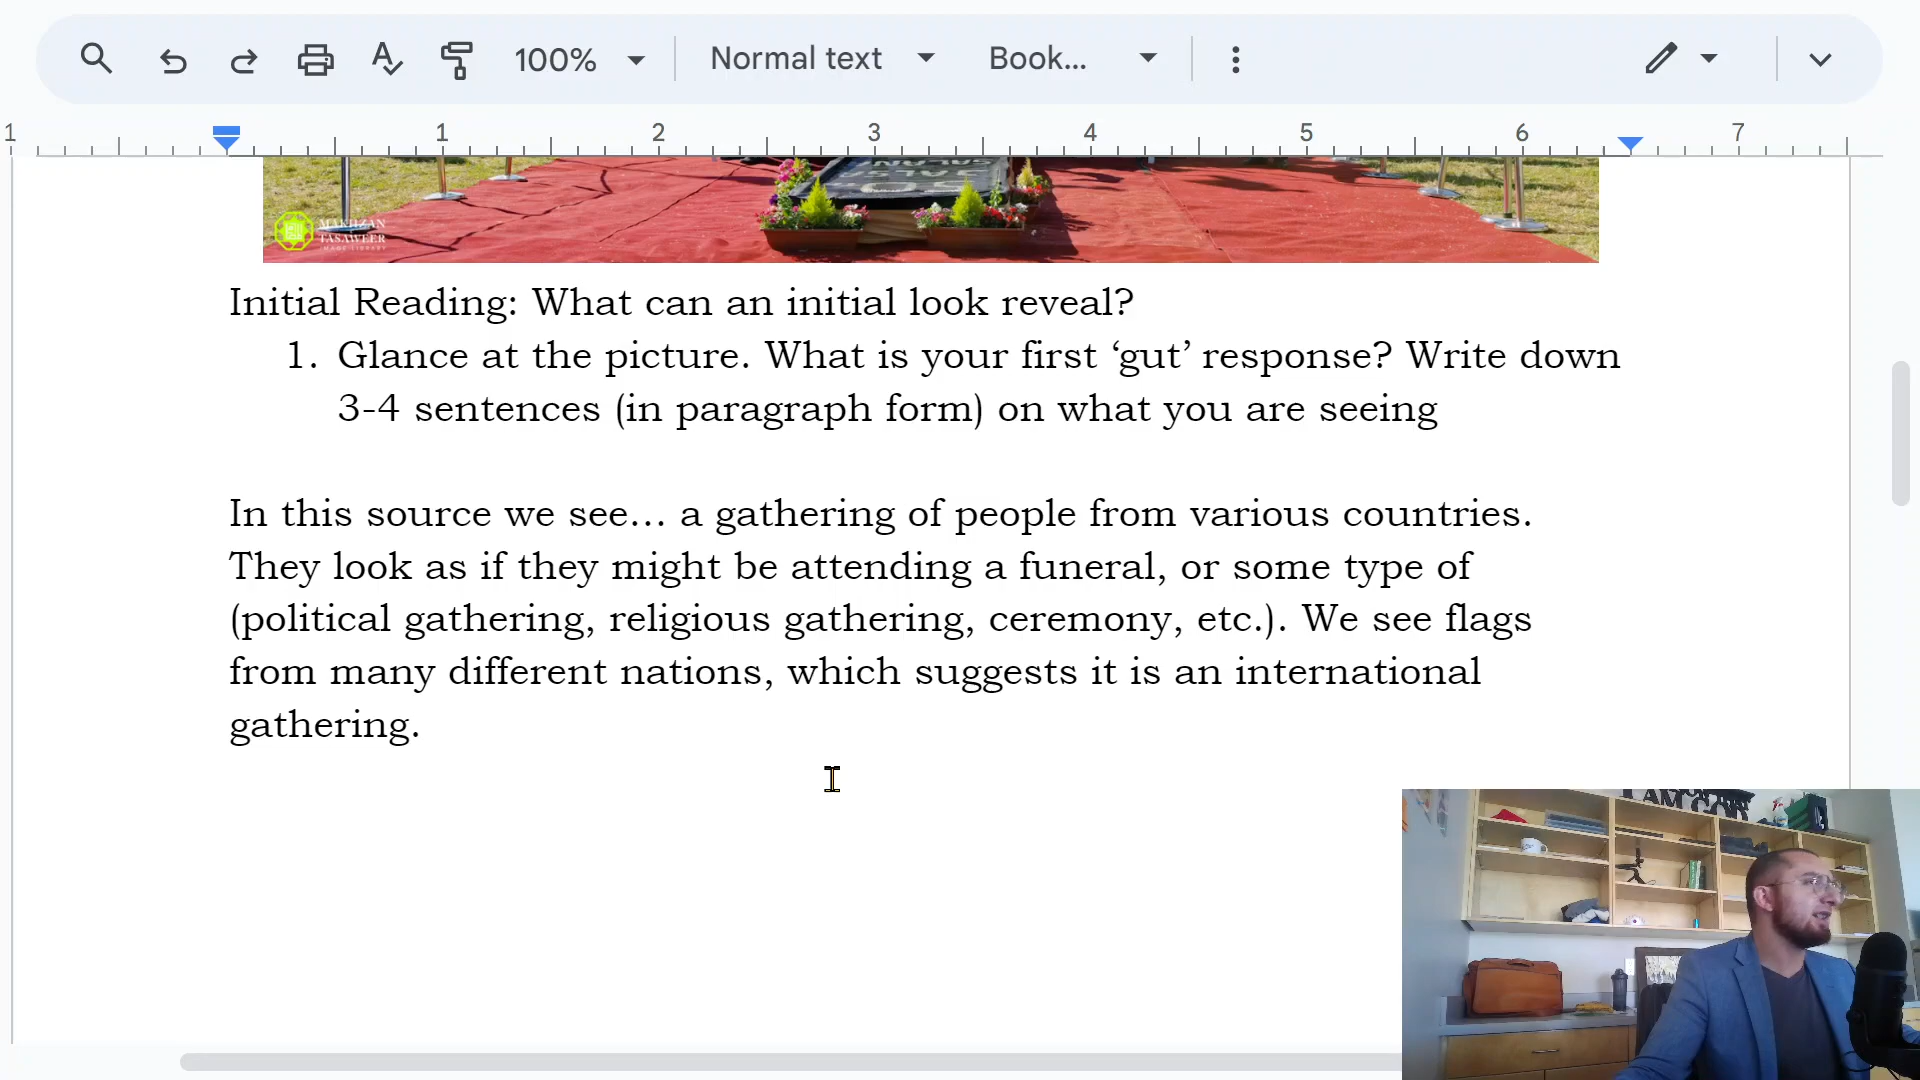 100%
Normal text
Book...
1 1 2 3 4 5 6 7
MAKHZAN
TASAWEER
Initial Reading: What can an initial look reveal?
1. Glance at the picture. What is your first ‘gut’ response? Write down
3-4 sentences (in paragraph form) on what you are seeing
In this source we see... a gathering of people from various countries.
They look as if they might be attending a funeral, or some type of
(political gathering, religious gathering, ceremony, etc.). We see flags
from many different nations, which suggests it is an international
gathering.
I AM GOD